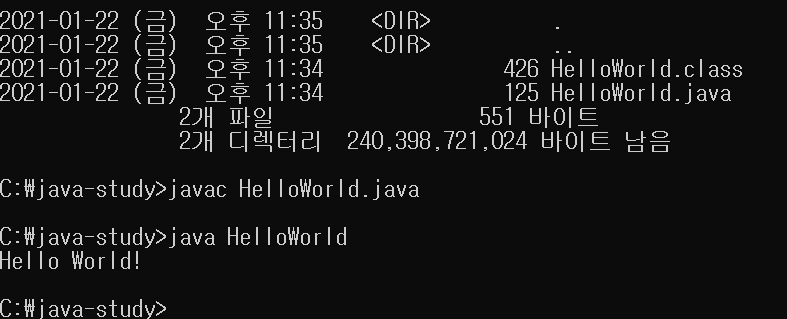 2021-01-22 (금)  오후 11:35    <DIR>          .
2021-01-22 (금)  오후 11:35    <DIR>          ..
2021-01-22 (금)  오후 11:34               426 HelloWorld.class
2021-01-22 (금)  오후 11:34               125 HelloWorld.java
               2개 파일                 551 바이트
               2개 디렉터리  240,398,721,024 바이트 남음
C:₩java-study>javac HelloWorld.java
C:₩java-study>java HelloWorld
Hello World!
C:₩java-study>